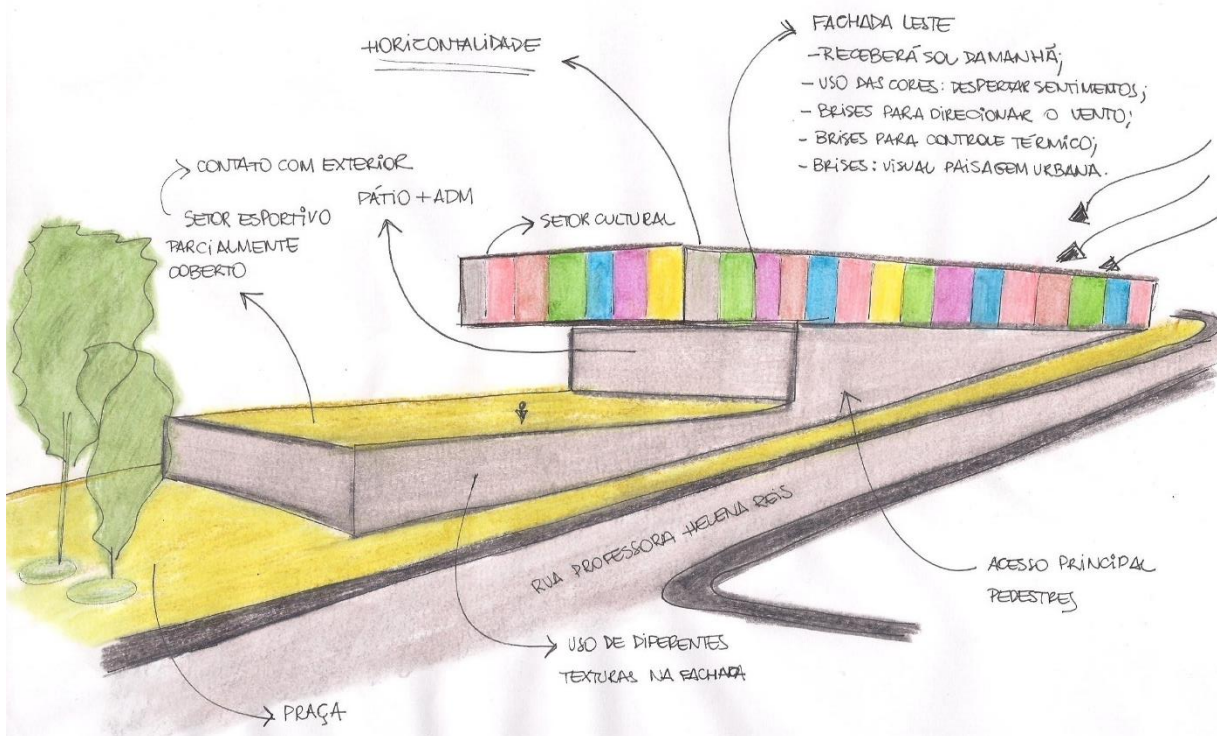 HORIZONTALIDADE
FACHADA LESTE
- RECEBERÁ SOL DA MANHÃ;
- USO DAS CORES: DESPERTAR SENTIMENTOS;
- BRISES PARA DIRECIONAR O VENTO;
- BRISES PARA CONTROLE TÉRMICO;
- BRISES: VISUAL PAISAGEM URBANA.
CONTATO COM EXTERIOR
SETOR ESPORTIVO
PARCIALMENTE
COBERTO
PÁTIO + ADM
SETOR CULTURAL
RUA PROFESSORA HELENA REIS
ACESSO PRINCIPAL
PEDESTRES
USO DE DIFERENTES
TEXTURAS NA FACHADA
PRAÇA